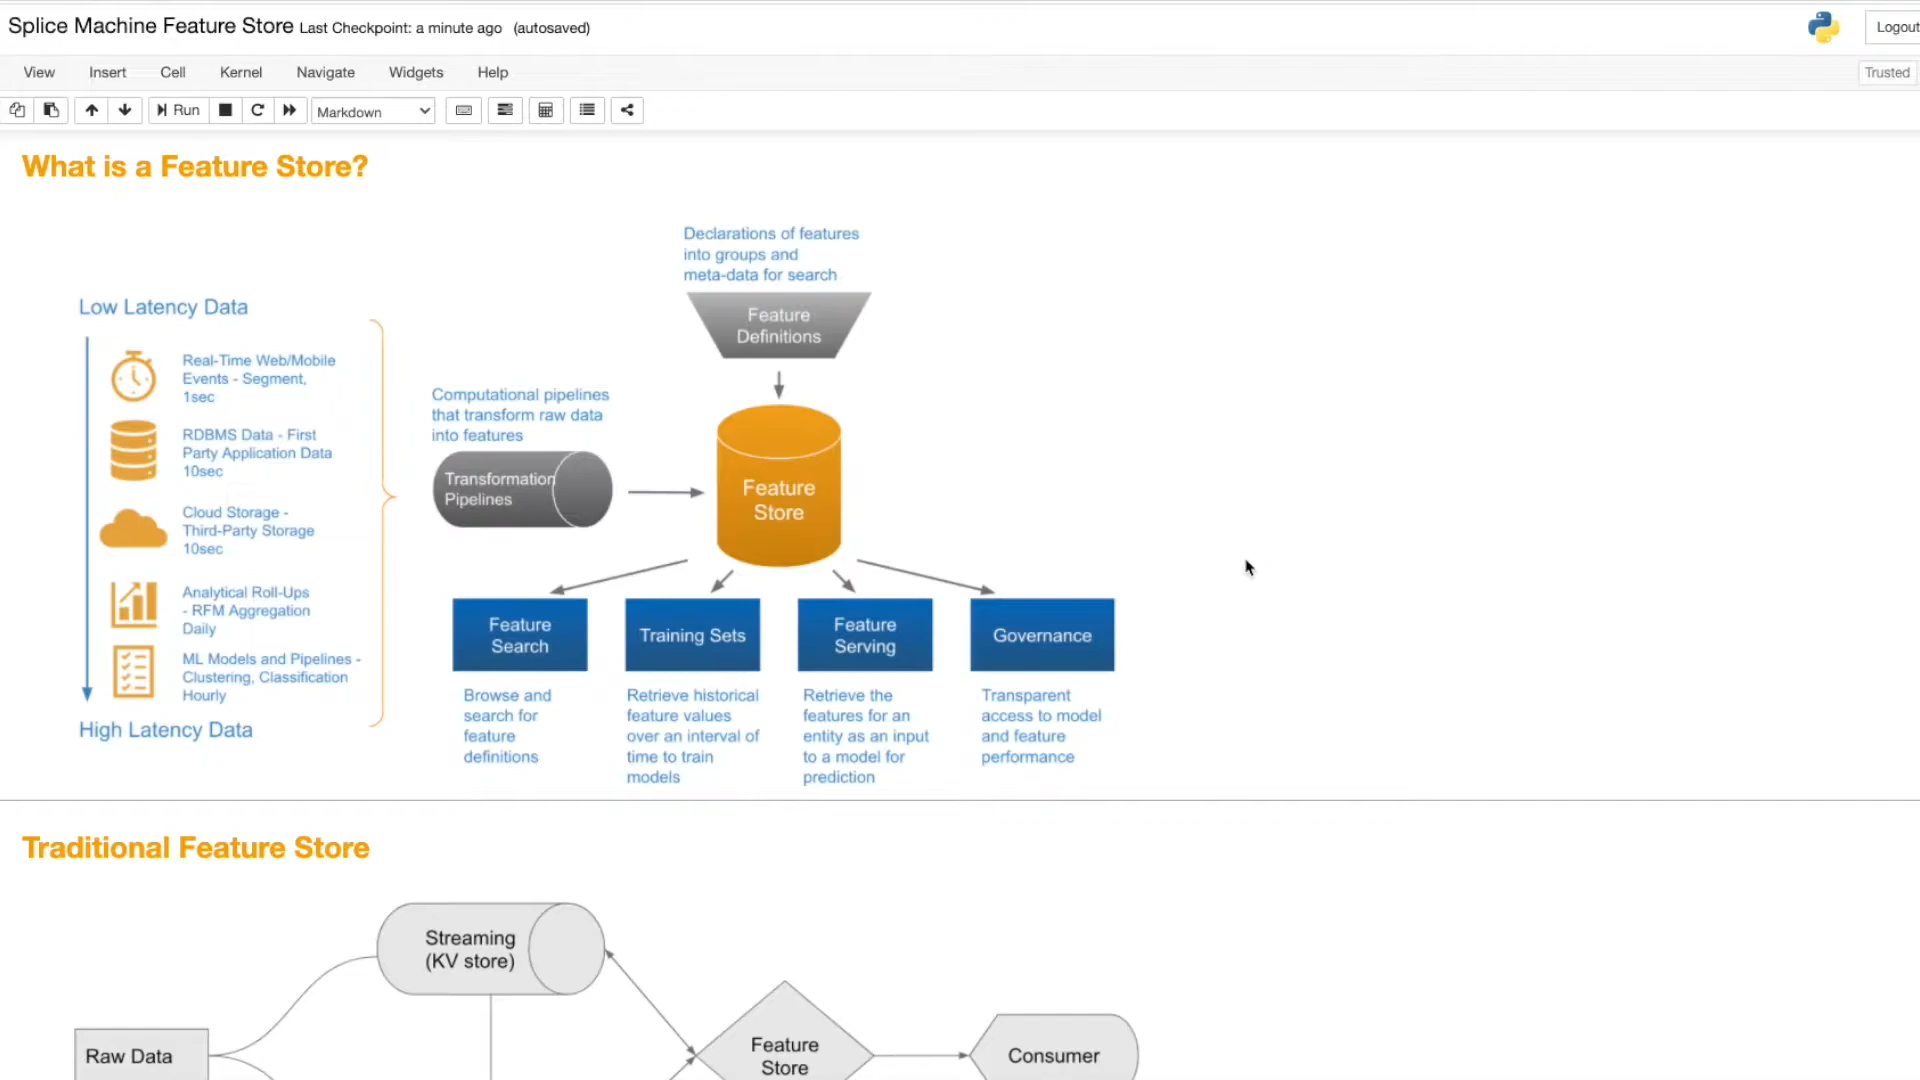 Splice Machine Feature Store Last Checkpoint: a minute ago (autosaved)
Logout
View Insert Cell Kernel Navigate Widgets Help
Trusted
Run
Markdown
What is a Feature Store?
Declarations of features
into groups and
meta-data for search
Feature
Definitions
Low Latency Data
Real-Time Web/Mobile
Events - Segment,
1sec
RDBMS Data - First
Party Application Data
10sec
Cloud Storage -
Third-Party Storage
10sec
Analytical Roll-Ups
- RFM Aggregation
Daily
ML Models and Pipelines -
Clustering, Classification
Hourly
High Latency Data
Computational pipelines
that transform raw data
into features
Transformation
Pipelines
Feature
Store
Feature
Search
Browse and
search for
feature
definitions
Training Sets
Retrieve historical
feature values
over an interval of
time to train
models
Feature
Serving
Retrieve the
features for an
entity as an input
to a model for
prediction
Governance
Transparent
access to model
and feature
performance
Traditional Feature Store
Streaming
(KV store)
Raw Data
Feature
Store
Consumer